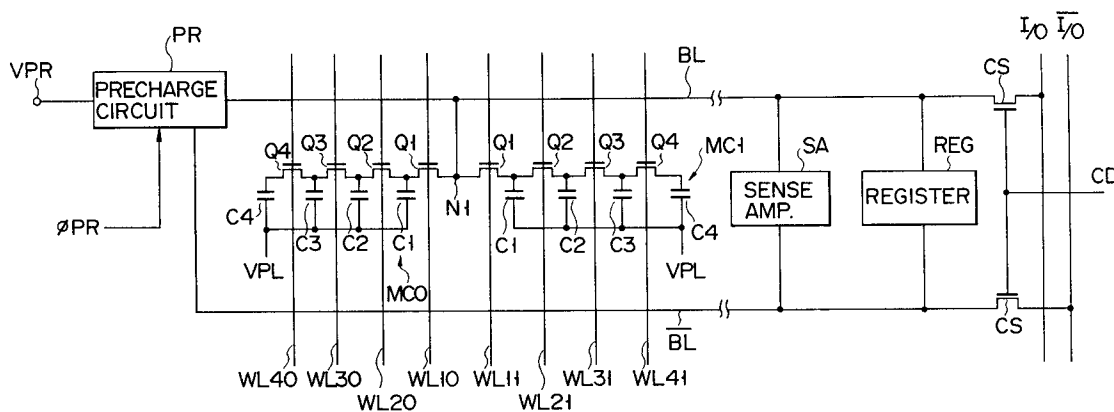 I/O I̅/̅O̅
PR
VPR
PRECHARGE
CIRCUIT
BL
CS
Q4 Q3 Q2 Q1 Q1 Q2 Q3 Q4
MC1
SA
REG
SENSE
AMP.
REGISTER
CD
N1
øPR
C4 C3 C2 C1 C1 C2 C3 C4
VPL
MC0
VPL
CS
B̅L̅
WL40 WL30 WL10 WL11 WL31 WL41
WL20 WL21